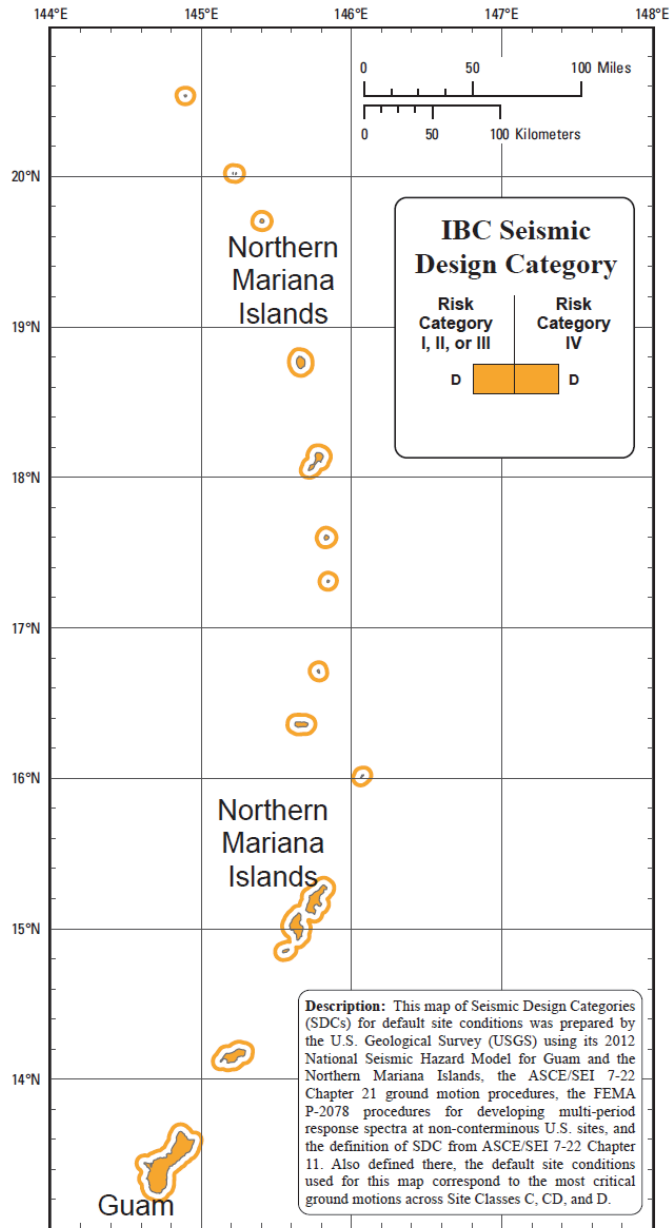 144°E 145°E 146°E 147°E 148°E
0 50 100 Miles
0 50 100 Kilometers
20°N
19°N
18°N
17°N
16°N
15°N
14°N
Northern
Mariana
Islands
IBC Seismic
Design Category
Risk Risk
Category Category
I, II, or III IV
D D
Northern
Mariana
Islands
Guam
Description: This map of Seismic Design Categories
(SDCs) for default site conditions was prepared by
the U.S. Geological Survey (USGS) using its 2012
National Seismic Hazard Model for Guam and the
Northern Mariana Islands, the ASCE/SEI 7-22
Chapter 21 ground motion procedures, the FEMA
P-2078 procedures for developing multi-period
response spectra at non-conterminous U.S. sites, and
the definition of SDC from ASCE/SEI 7-22 Chapter
11. Also defined there, the default site conditions
used for this map correspond to the most critical
ground motions across Site Classes C, CD, and D.